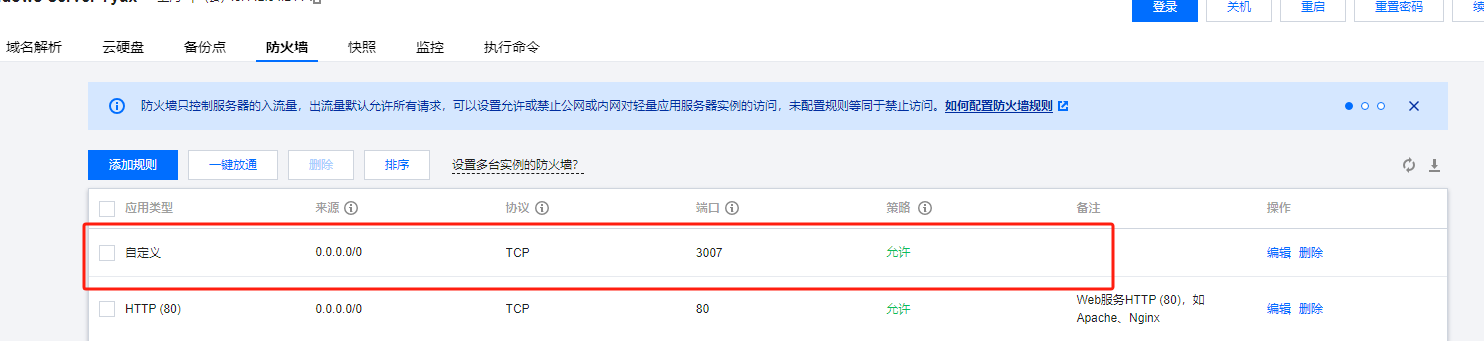 登录 关机 重启 重置密码
域名解析 云硬盘 备份点 防火墙 快照 监控 执行命令
防火墙只控制服务器的入流量，出流量默认允许所有请求，可以设置允许或禁止公网或内网对轻量应用服务器实例的访问，未配置规则等同于禁止访问。如何配置防火墙规则
添加规则 一键放通 删除 排序 设置多台实例的防火墙？
应用类型 来源 协议 端口 策略 备注 操作
自定义 0.0.0.0/0 TCP 3007 允许 编辑 删除
HTTP (80) 0.0.0.0/0 TCP 80 允许 Web服务HTTP (80)，如 编辑 删除
Apache、Nginx